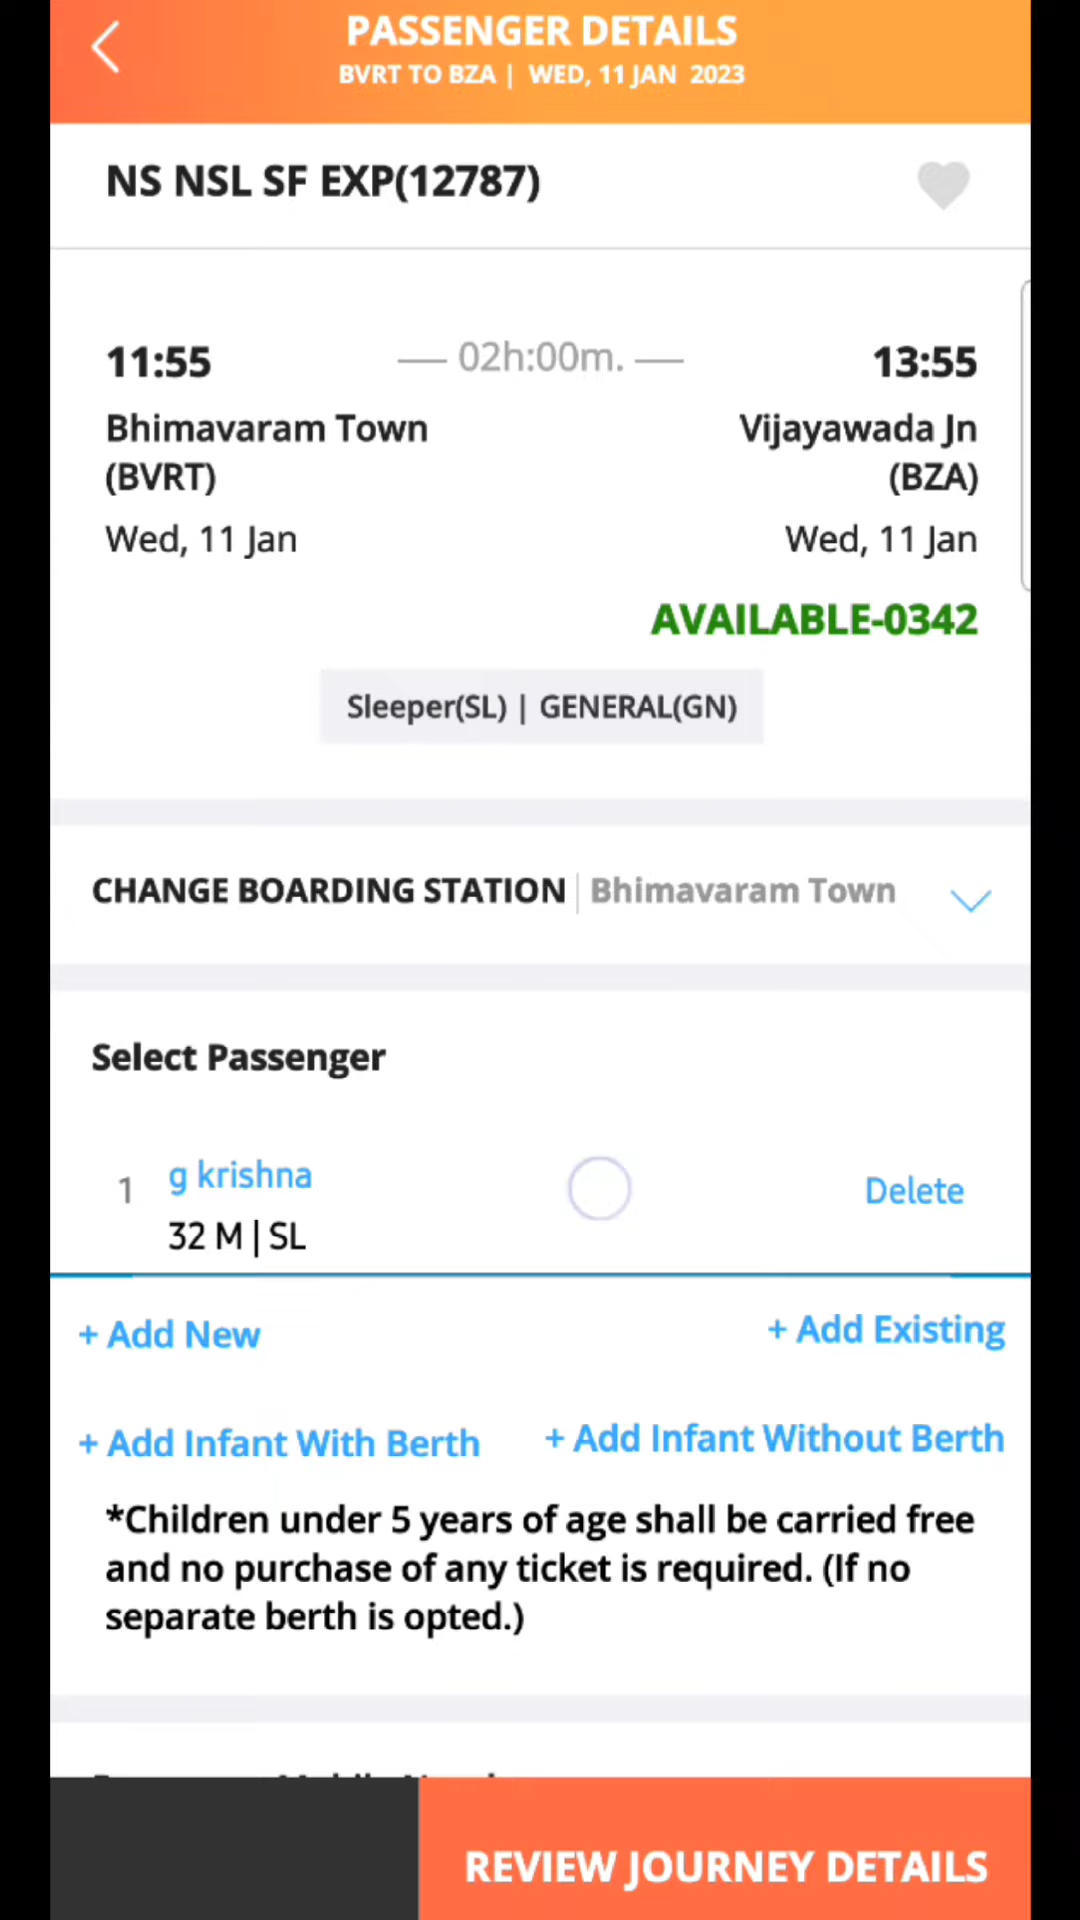 PASSENGER DETAILS
BVRT TO BZA | WED, 11 JAN 2023
NS NSL SF EXP(12787)
11:55 — 02h:00m. — 13:55
Bhimavaram Town Vijayawada Jn
(BVRT) (BZA)
Wed, 11 Jan Wed, 11 Jan
AVAILABLE-0342
Sleeper(SL) | GENERAL(GN)
CHANGE BOARDING STATION Bhimavaram Town
Select Passenger
1 g krishna Delete
32 M | SL
+ Add New + Add Existing
+ Add Infant With Berth + Add Infant Without Berth
*Children under 5 years of age shall be carried free
and no purchase of any ticket is required. (If no
separate berth is opted.)
REVIEW JOURNEY DETAILS